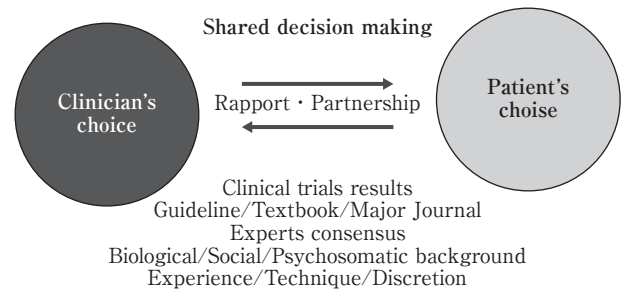 Shared decision making
Clinician's
choice
Rapport・Partnership
Patient's
choise
Clinical trials results
Guideline/Textbook/Major Journal
Experts consensus
Biological/Social/Psychosomatic background
Experience/Technique/Discretion